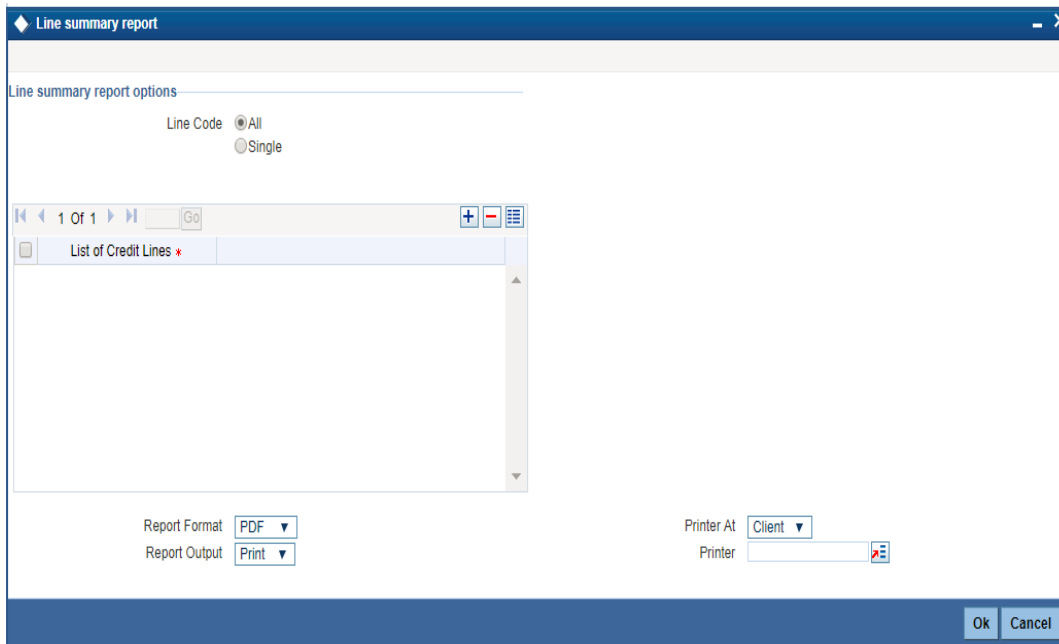 Line summary report
Line summary report options
Line Code All
Single
1 Of 1 Go
List of Credit Lines *
Report Format PDF
Printer At Client
Report Output Print
Printer
Ok Cancel